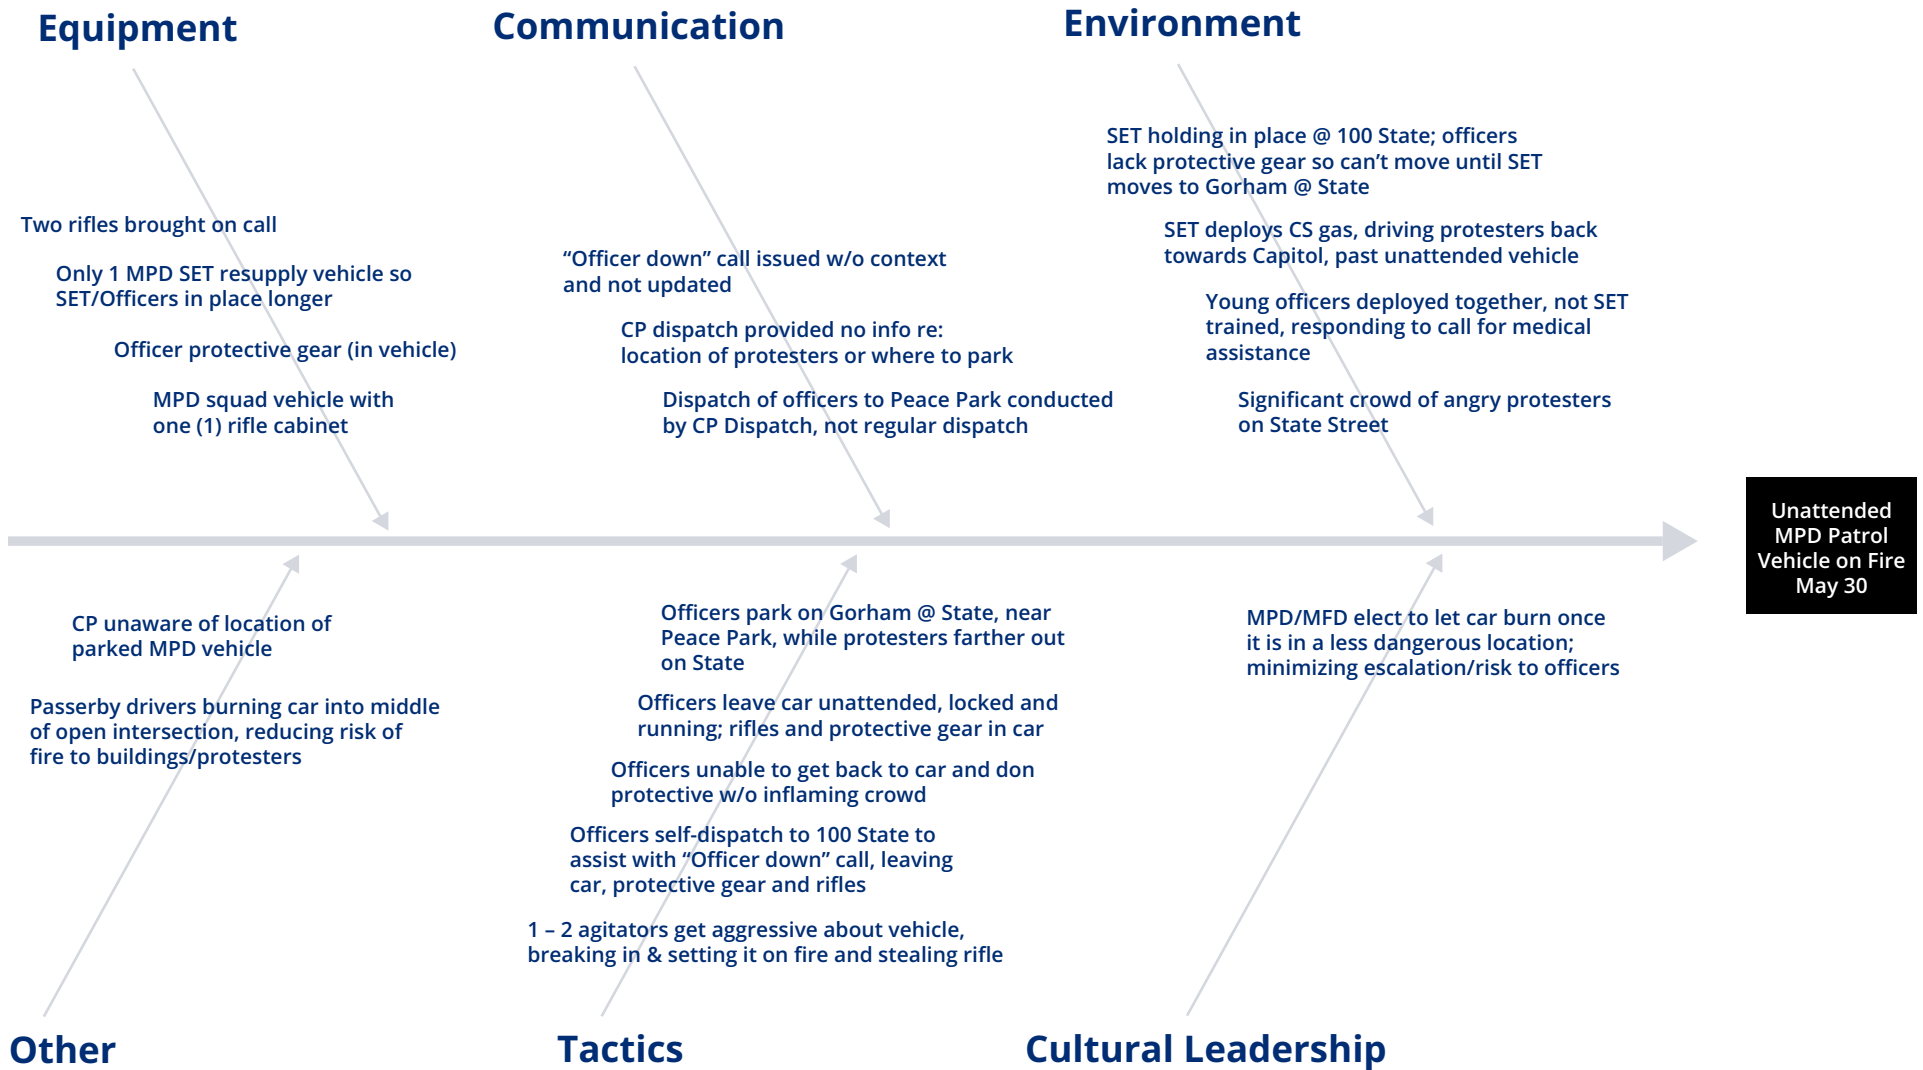 Equipment
Communication
Environment
Two rifles brought on call
Only 1 MPD SET resupply vehicle so
SET/Officers in place longer
Officer protective gear (in vehicle)
MPD squad vehicle with
one (1) rifle cabinet
“Officer down” call issued w/o context
and not updated
CP dispatch provided no info re:
location of protesters or where to park
Dispatch of officers to Peace Park conducted
by CP Dispatch, not regular dispatch
SET holding in place @ 100 State; officers
lack protective gear so can’t move until SET
moves to Gorham @ State
SET deploys CS gas, driving protesters back
towards Capitol, past unattended vehicle
Young officers deployed together, not SET
trained, responding to call for medical
assistance
Significant crowd of angry protesters
on State Street
Unattended
MPD Patrol
Vehicle on Fire
May 30
CP unaware of location of
parked MPD vehicle
Passerby drivers burning car into middle
of open intersection, reducing risk of
fire to buildings/protesters
Officers park on Gorham @ State, near
Peace Park, while protesters farther out
on State
Officers leave car unattended, locked and
running; rifles and protective gear in car
Officers unable to get back to car and don
protective w/o inflaming crowd
Officers self-dispatch to 100 State to
assist with “Officer down” call, leaving
car, protective gear and rifles
1 – 2 agitators get aggressive about vehicle,
breaking in & setting it on fire and stealing rifle
MPD/MFD elect to let car burn once
it is in a less dangerous location;
minimizing escalation/risk to officers
Other
Tactics
Cultural Leadership